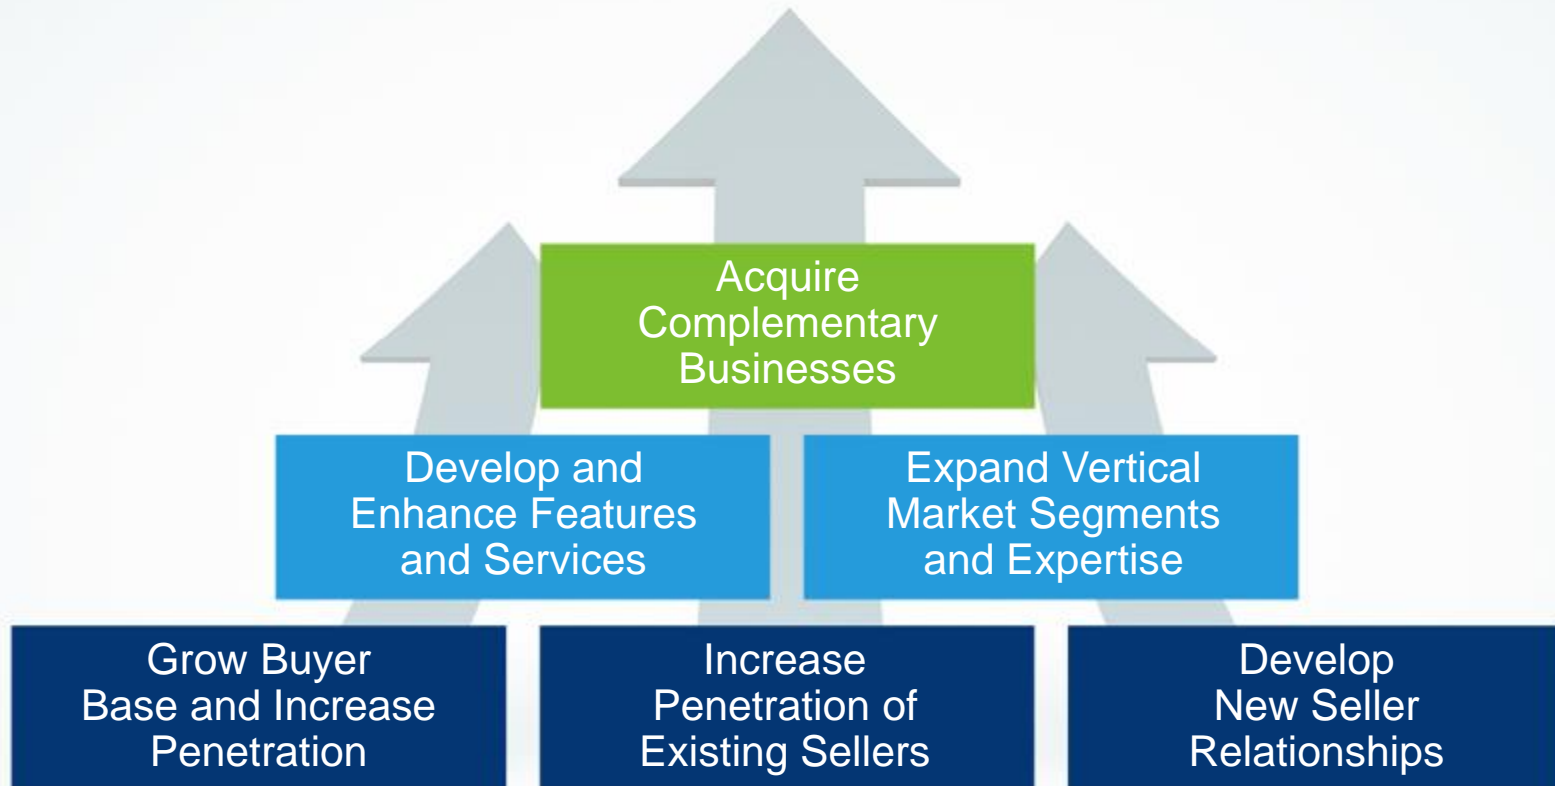 Acquire
Complementary
Businesses
Develop and
Enhance Features
and Services
Expand Vertical
Market Segments
and Expertise
Grow Buyer
Base and Increase
Penetration
Increase
Penetration of
Existing Sellers
Develop
New Seller
Relationships